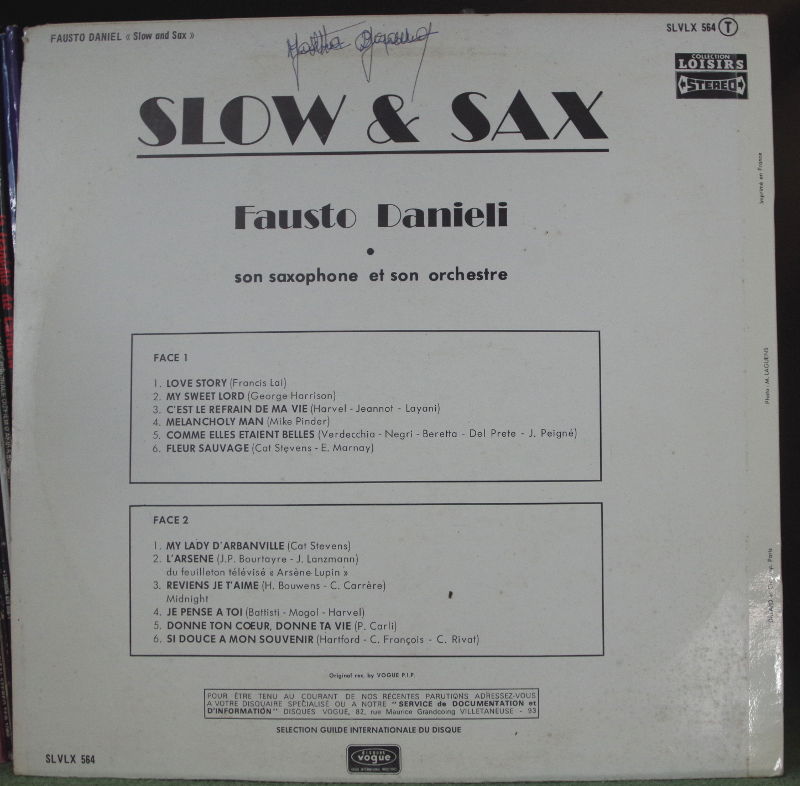 FAUSTO DANIEL « Slow and Sax »
SLVLX 564 T
COLLECTION
LOISIRS
STEREO
SLOW & SAX
Fausto Danieli
son saxophone et son orchestre
Imprimé en France
FACE 1
1. LOVE STORY (Francis Lai)
2. MY SWEET LORD (George Harrison)
3. C'EST LE REFRAIN DE MA VIE (Harvel - Jeannot - Layani)
4. MELANCHOLY MAN (Mike Pinder)
5. COMME ELLES ETAIENT BELLES (Verdecchia - Negri - Beretta - Del Prete - J. Peigné)
6. FLEUR SAUVAGE (Cat Stevens - E. Marnay)
Photo : M. LAGUENS
FACE 2
1. MY LADY D'ARBANVILLE (Cat Stevens)
2. L'ARSENE (J.P. Bourtayre - J. Lanzmann)
du feuilleton télévisé « Arsène Lupin »
3. REVIENS JE T'AIME (H. Bouwens - C. Carrère)
Midnight
4. JE PENSE A TOI (Battisti - Mogol - Harvel)
5. DONNE TON CŒUR, DONNE TA VIE (P. Carli)
6. SI DOUCE A MON SOUVENIR (Hartford - C. François - C. Rivat)
Paris
Original rec. by VOGUE P.I.P.
POUR ÊTRE TENU AU COURANT DE NOS RÉCENTES PARUTIONS ADRESSEZ-VOUS
A VOTRE DISQUAIRE SPÉCIALISÉ OU A NOTRE "SERVICE de DOCUMENTATION et
D'INFORMATION" DISQUES VOGUE, 82, rue Maurice Grandcoing VILLETANEUSE - 93
SELECTION GUILDE INTERNATIONALE DU DISQUE
SLVLX 564
disques
vogue